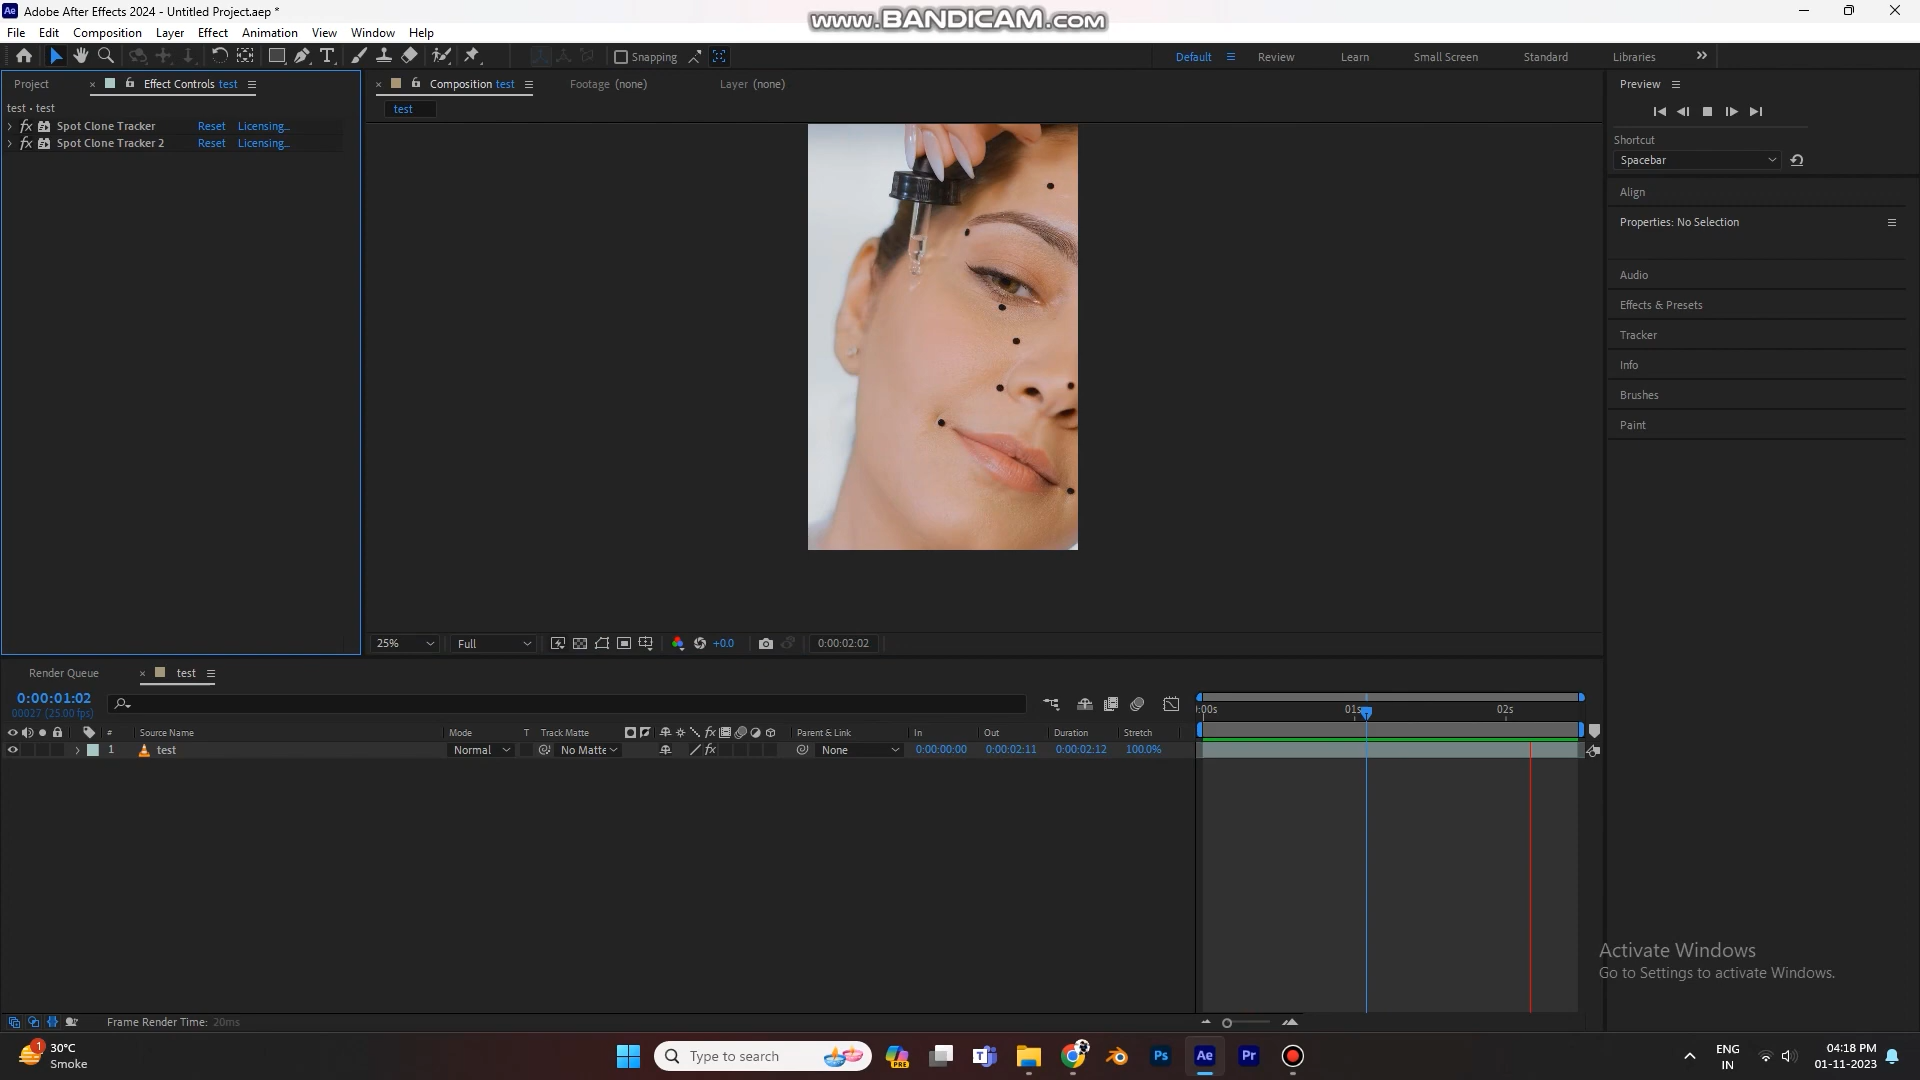 Adobe After Effects 2024 - Untitled Project.aep *
www.BANDICAM.com
File Edit Composition Layer Effect Animation View Window Help
Snapping
Default Review Learn Small Screen Standard Libraries
Project
Effect Controls test
Composition test
Footage (none)
Layer (none)
Preview
test • test
test
Spot Clone Tracker Reset Licensing...
Spot Clone Tracker 2 Reset Licensing...
Shortcut
Spacebar
Align
Properties: No Selection
Audio
Effects & Presets
Tracker
Info
Brushes
Paint
25% Full +0.0 0:00:02:02
Render Queue test
0:00:01:02
00027 (25.00 fps)
:00s 01s 02s
# Source Name Mode T Track Matte Parent & Link In Out Duration Stretch
1 test Normal No Matte None 0:00:00:00 0:00:02:11 0:00:02:12 100.0%
Activate Windows
Go to Settings to activate Windows.
Frame Render Time: 20ms
1
30°C
Smoke
Type to search
PRE
Ps
Ae
Pr
ENG
IN
04:18 PM
01-11-2023